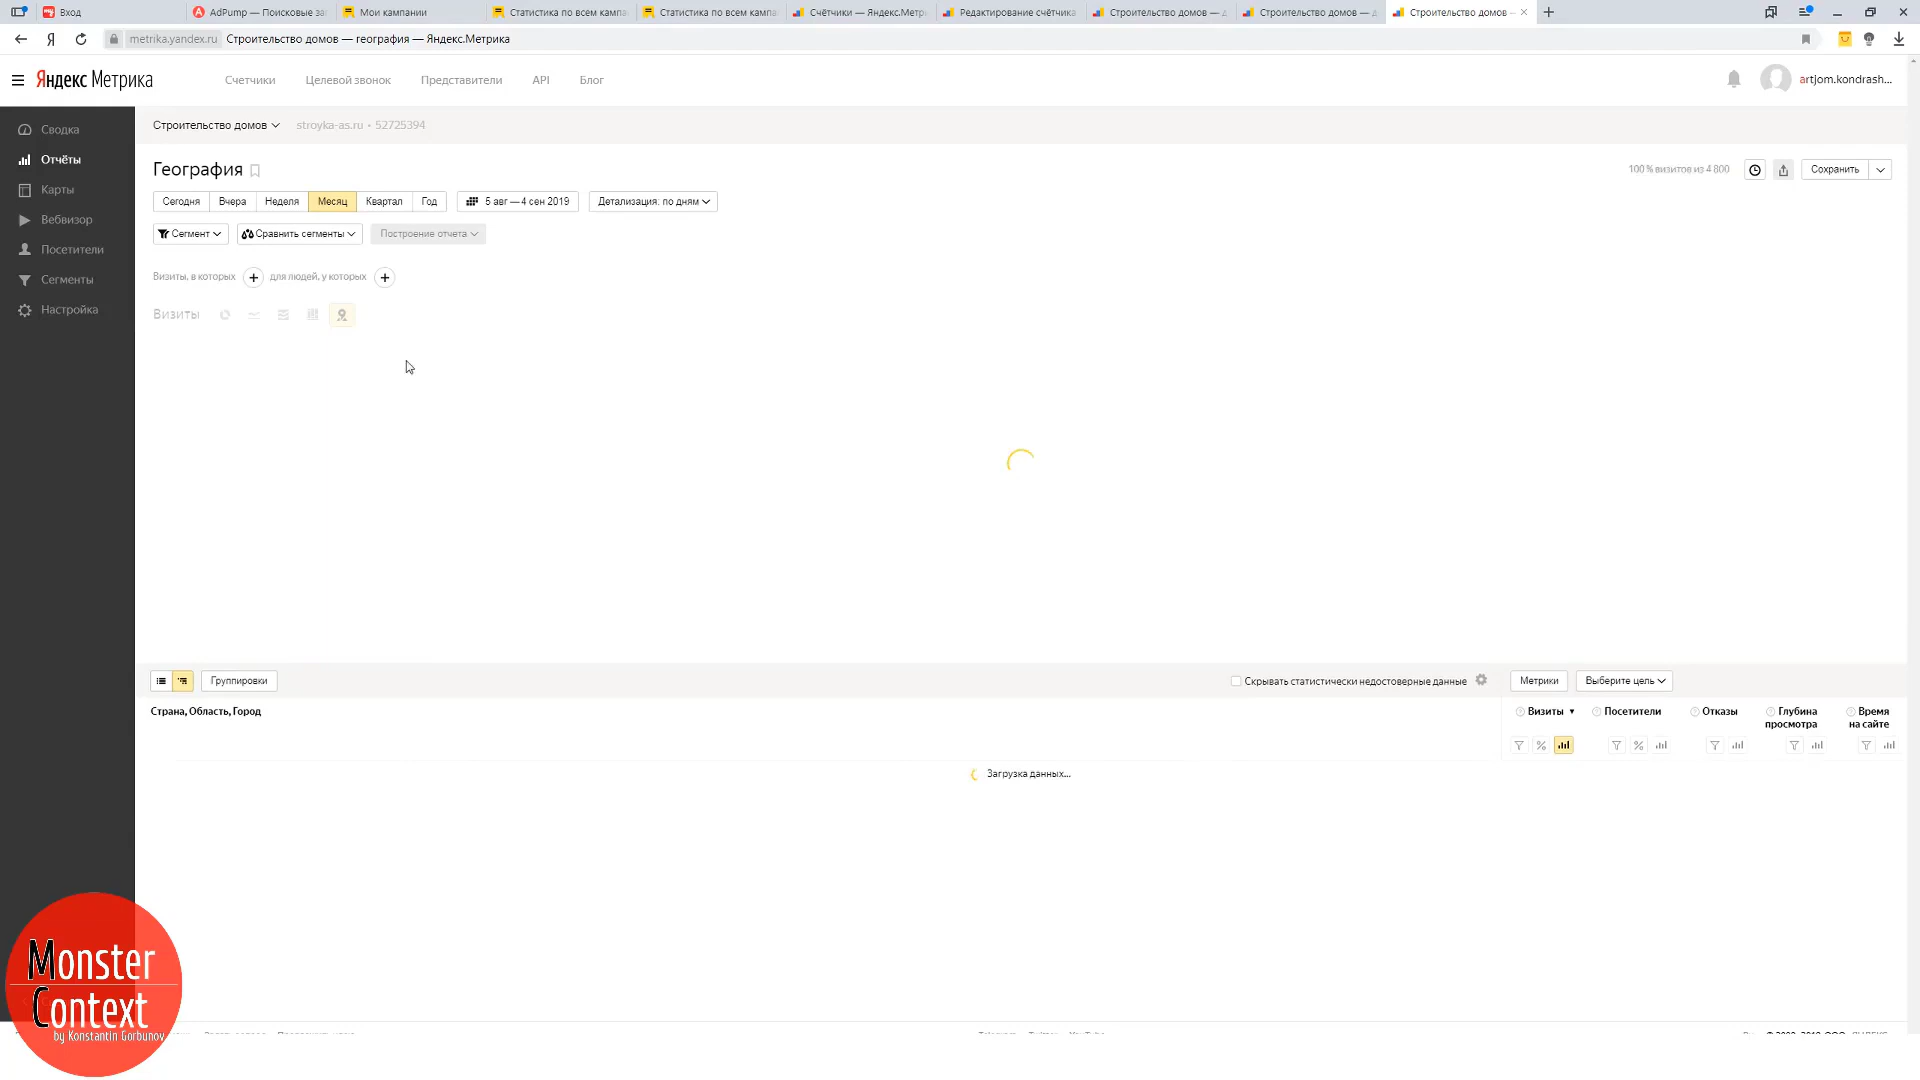 Вход
AdPump — Поисковые за
Мои кампании
Статистика по всем кампа
Статистика по всем кампа
Счётчики — Яндекс.Метри
Редактирование счётчика
Строительство домов — д
Строительство домов — д
Строительство домов —
Я
metrika.yandex.ru Строительство домов — география — Яндекс.Метрика
Яндекс Метрика
Счетчики
Целевой звонок
Представители
API
Блог
artjom.kondrash...
Сводка
Отчёты
Карты
Вебвизор
Посетители
Сегменты
Настройка
Строительство домов stroyka-as.ru • 52725394
География
100 % визитов из 4 800
Сохранить
Сегодня Вчера Неделя Месяц Квартал Год 5 авг — 4 сен 2019 Детализация: по дням
Сегмент Сравнить сегменты Построение отчета
Визиты, в которых + для людей, у которых +
Визиты
Группировки
Скрывать статистически недостоверные данные
Метрики Выберите цель
Страна, Область, Город
Визиты ▼ Посетители Отказы Глубина просмотра Время на сайте
% %
Загрузка данных...
Monster
Context
by Konstantin Gorbunov